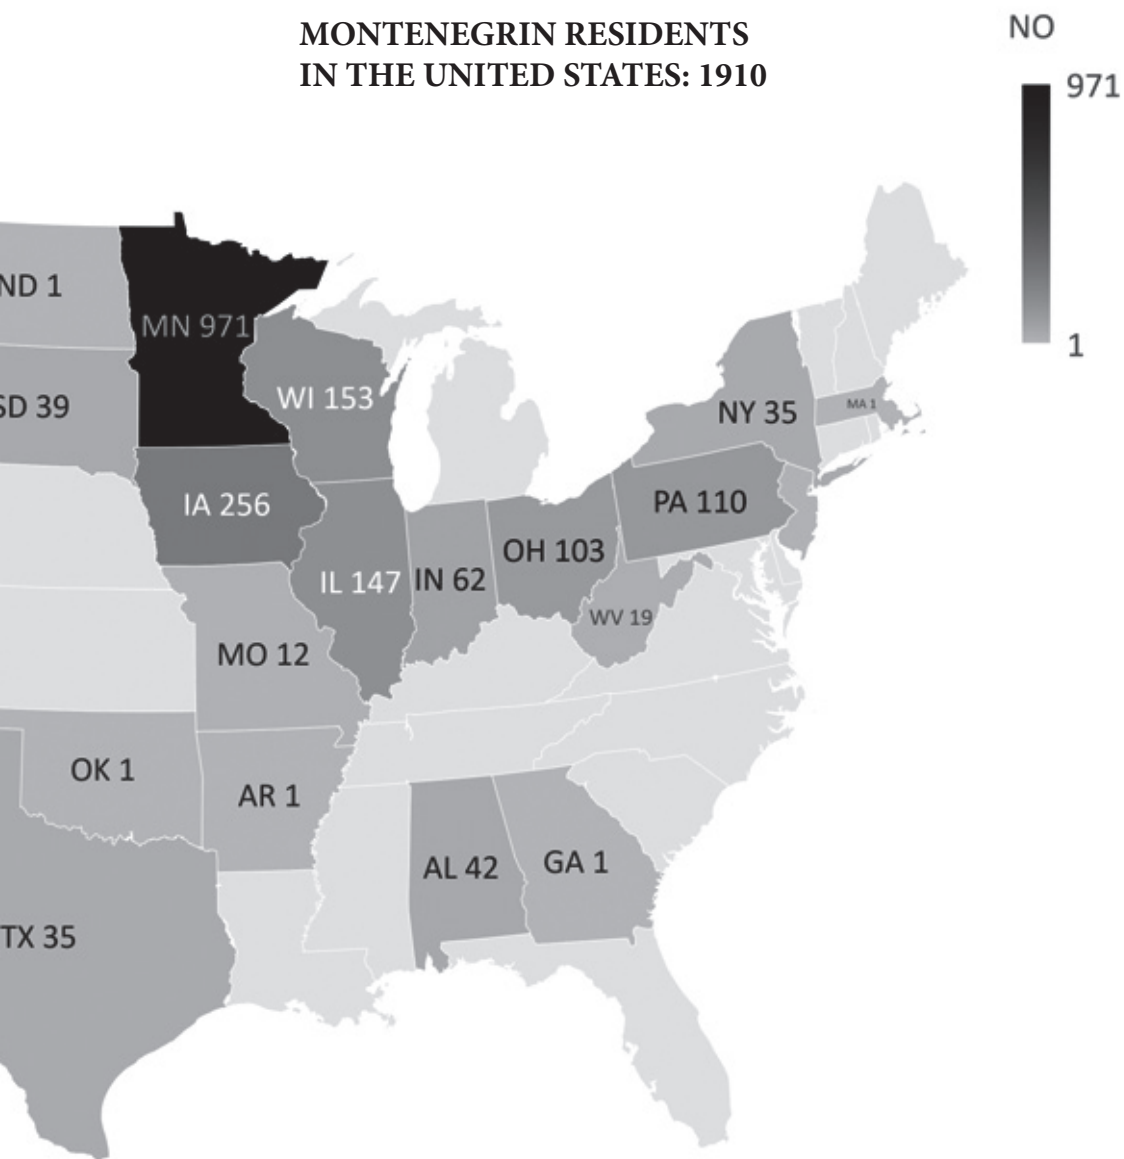 MONTENEGRIN RESIDENTS
IN THE UNITED STATES: 1910
NO
971
1
ND 1
MN 971
SD 39
WI 153
NY 35
MA 1
IA 256
PA 110
OH 103
IL 147
IN 62
WV 19
MO 12
OK 1
AR 1
AL 42
GA 1
TX 35